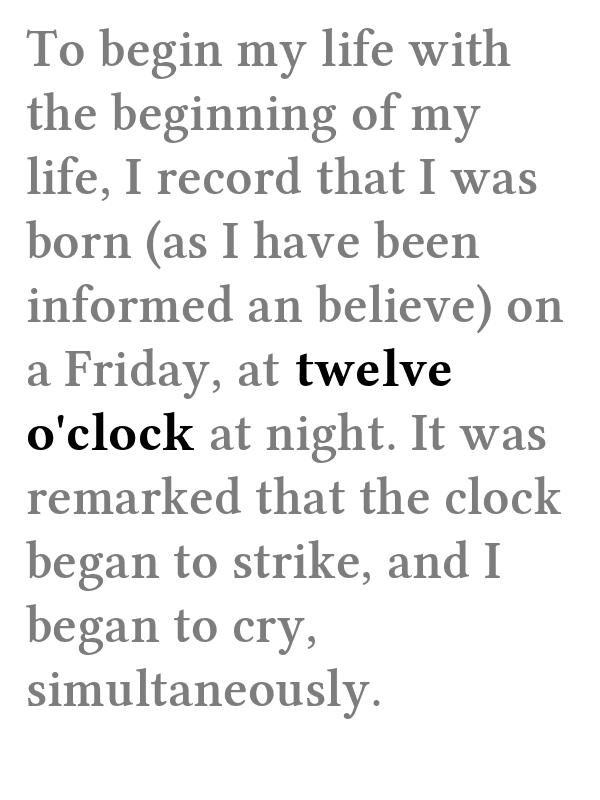 To begin my life with
the beginning of my
life, I record that I was
born (as I have been
informed an believe) on
a Friday, at twelve
o'clock at night. It was
remarked that the clock
began to strike, and I
began to cry,
simultaneously.